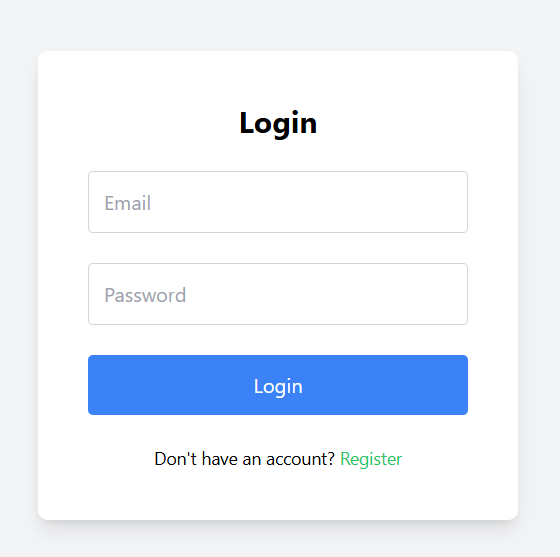 Login
Email
Password
Login
Don't have an account? Register